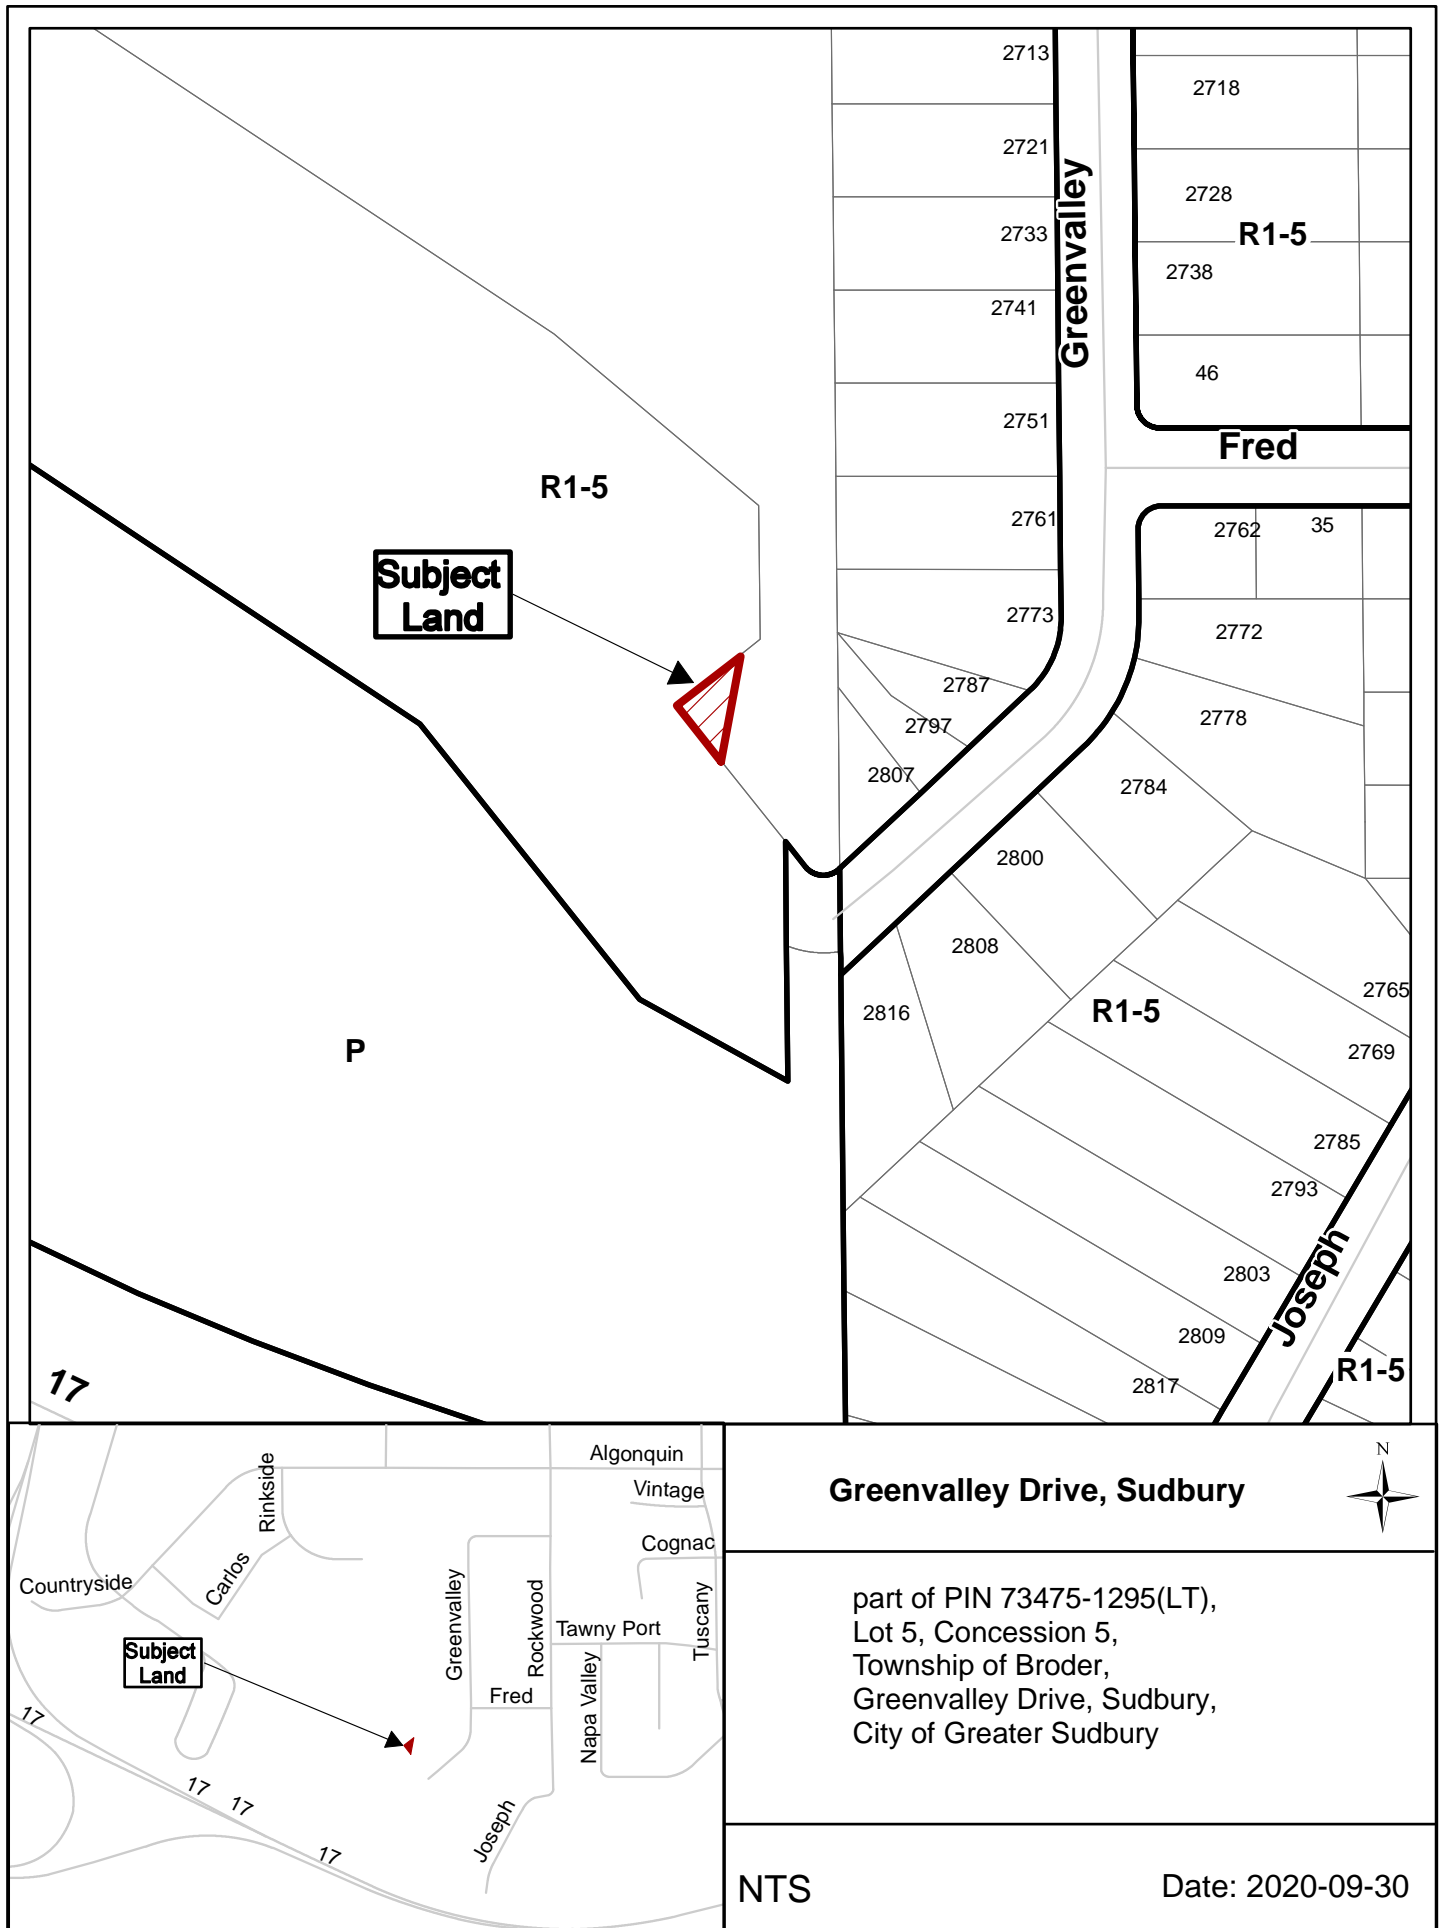 2713
2718
2721
Greenvalley
2728
2733
R1-5
2738
2741
46
2751
Fred
R1-5
2761
2762
35
Subject
Land
2773
2772
2787
2778
2797
2807
2784
2800
2808
2765
2816
R1-5
P
2769
2785
2793
Joseph
2803
2809
R1-5
2817
17
Algonquin
Rinkside
Vintage
Cognac
Countryside
Carlos
Greenvalley
Rockwood
Tawny Port
Tuscany
Subject
Land
Fred
Napa Valley
17
17
17
Joseph
17
Greenvalley Drive, Sudbury
N
part of PIN 73475-1295(LT),
Lot 5, Concession 5,
Township of Broder,
Greenvalley Drive, Sudbury,
City of Greater Sudbury
NTS
Date: 2020-09-30